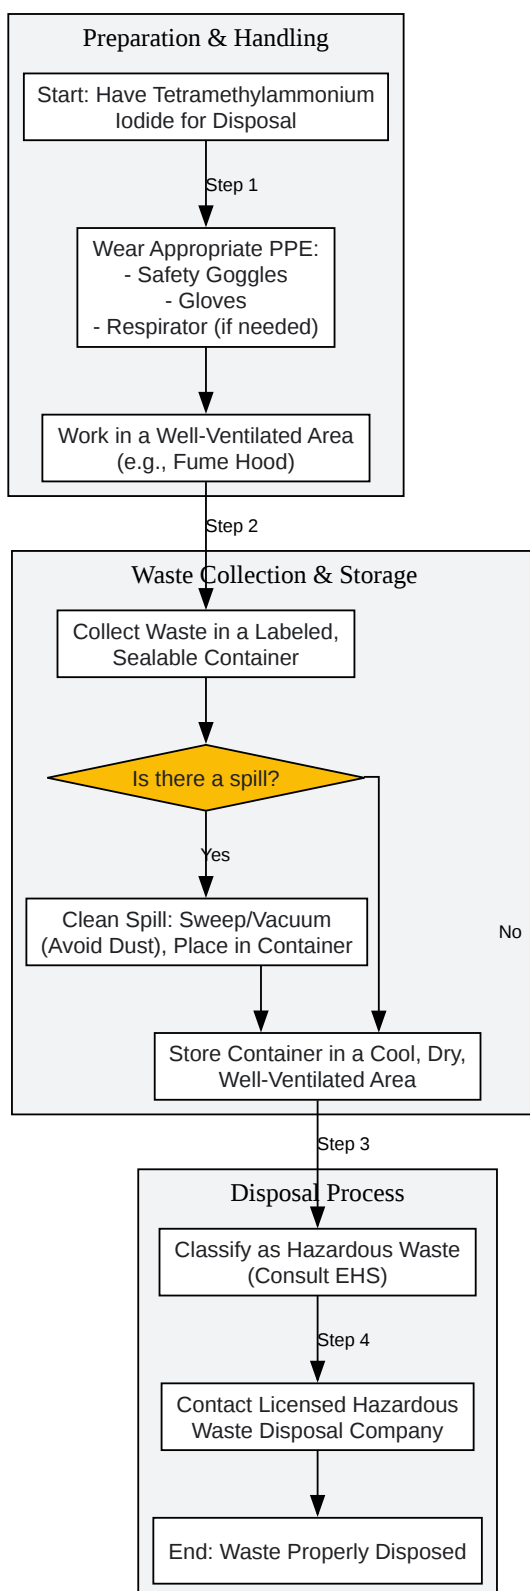 Preparation & Handling
Start: Have Tetramethylammonium
Iodide for Disposal
Step 1
Wear Appropriate PPE:
- Safety Goggles
- Gloves
- Respirator (if needed)
Work in a Well-Ventilated Area
(e.g., Fume Hood)
Step 2
Waste Collection & Storage
Collect Waste in a Labeled,
Sealable Container
Is there a spill?
Yes
Clean Spill: Sweep/Vacuum
(Avoid Dust), Place in Container
No
Store Container in a Cool, Dry,
Well-Ventilated Area
Step 3
Disposal Process
Classify as Hazardous Waste
(Consult EHS)
Step 4
Contact Licensed Hazardous
Waste Disposal Company
End: Waste Properly Disposed